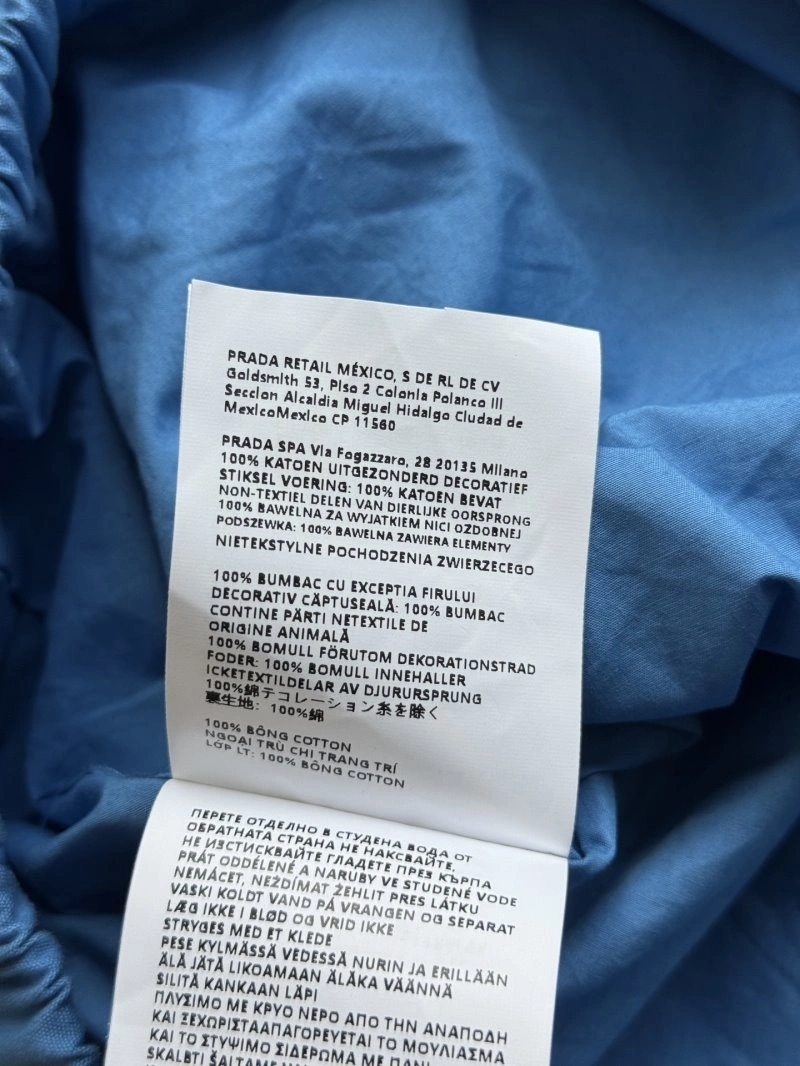 PRADA RETAIL MÉXICO, S DE RL DE CV
Goldsmith 53, Piso 2 Colonia Polanco III
Seccion Alcaldia Miguel Hidalgo Ciudad de
MexicoMexico CP 11560
PRADA SPA Via Fogazzaro, 28 20135 Milano
100% KATOEN UITGEZONDERD DECORATIEF
STIKSEL VOERING: 100% KATOEN BEVAT
NON-TEXTIEL DELEN VAN DIERLIJKE OORSPRONG
100% BAWELNA ZA WYJATKIEM NICI OZDOBNEJ
PODSZEWKA: 100% BAWELNA ZAWIERA ELEMENTY
NIETEKSTYLNE POCHODZENIA ZWIERZECEGO
100% BUMBAC CU EXCEPTIA FIRULUI
DECORATIV CĂPTUSEALĂ: 100% BUMBAC
CONTINE PĂRTI NETEXTILE DE
ORIGINE ANIMALĂ
100% BOMULL FÖRUTOM DEKORATIONSTRAD
FODER: 100% BOMULL INNEHALLER
ICKETEXTILDELAR AV DJURURSPRUNG
100%綿テコレーション糸を除く
裏生地: 100%綿
100% BÔNG COTTON
NGOẠI TRÙ CHI TRANG TRÍ
LỚP LT: 100% BÔNG COTTON
ПЕРЕТЕ ОТДЕЛНО В СТУДЕНА ВОДА ОТ
ОБРАТНАТА СТРАНА НЕ НАКСВАЙТЕ,
НЕ ИЗСТИСКВАЙТЕ ГЛАДЕТЕ ПРЕЗ КЪРПА
PRÁT ODDÉLENÉ A NARUBY VE STUDENÉ VODE
NEMÁCET, NEŽDÍMAT ŽEHLIT PRES LÁTKU
VASKI KOLDT VAND PÅ VRANGEN OG SEPARAT
LÆG IKKE I BLØD OG VRID IKKE
STRYGES MED ET KLEDE
PESE KYLMÄSSÄ VEDESSÄ NURIN JA ERILLÄÄN
ÄLÄ JÄTÄ LIKOAMAAN ÄLÄKA VÄÄNNÄ
SILITÄ KANKAAN LÄPI
ΠΛΥΣΙΜΟ ΜΕ ΚΡΥΟ ΝΕΡΟ ΑΠΟ ΤΗΝ ΑΝΑΠΟΔΗ
ΚΑΙ ΞΕΧΩΡΙΣΤΑΑΠΑΓΟΡΕΥΕΤΑΙ ΤΟ ΜΟΥΛΙΑΣΜΑ
ΚΑΙ ΤΟ ΣΤΥΨΙΜΟ ΣΙΔΕΡΩΜΑ ΜΕ ΠΑΝΙ
SKALBTI ŠALTAME